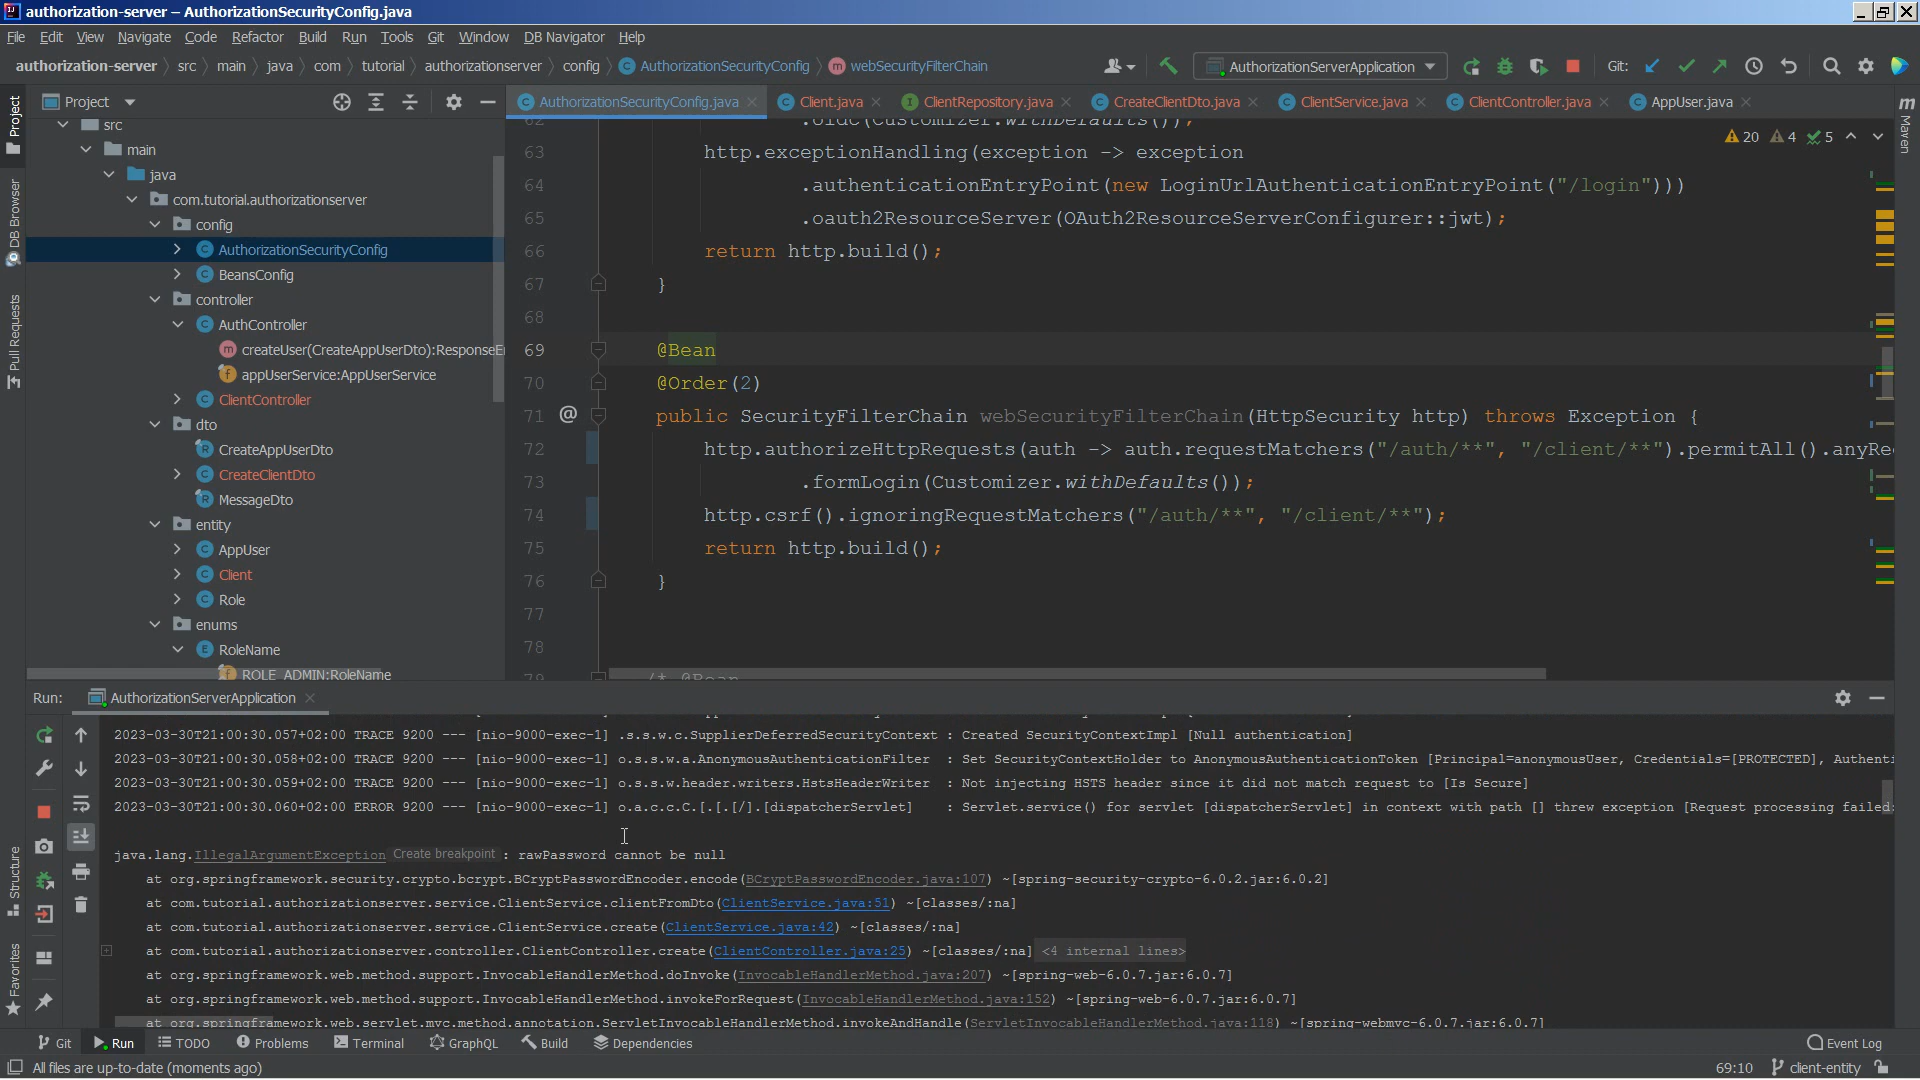 authorization-server – AuthorizationSecurityConfig.java
File Edit View Navigate Code Refactor Build Run Tools Git Window DB Navigator Help
authorization-server src main java com tutorial authorizationserver config AuthorizationSecurityConfig webSecurityFilterChain AuthorizationServerApplication Git:
Project
AuthorizationSecurityConfig.java Client.java ClientRepository.java CreateClientDto.java ClientService.java ClientController.java AppUser.java
20 4 5
Project
DB Browser
Pull Requests
Structure
Favorites
Maven
src
main
java
com.tutorial.authorizationserver
config
AuthorizationSecurityConfig
BeansConfig
controller
AuthController
createUser(CreateAppUserDto):ResponseEn
appUserService:AppUserService
ClientController
dto
CreateAppUserDto
CreateClientDto
MessageDto
entity
AppUser
Client
Role
enums
RoleName
ROLE_ADMIN:RoleName
62 .oidc(Customizer.withDefaults());
63 http.exceptionHandling(exception -> exception
64 .authenticationEntryPoint(new LoginUrlAuthenticationEntryPoint("/login")))
65 .oauth2ResourceServer(OAuth2ResourceServerConfigurer::jwt);
66 return http.build();
67 }
68
69 @Bean
70 @Order(2)
71 @ public SecurityFilterChain webSecurityFilterChain(HttpSecurity http) throws Exception {
72 http.authorizeHttpRequests(auth -> auth.requestMatchers("/auth/**", "/client/**").permitAll().anyRe
73 .formLogin(Customizer.withDefaults());
74 http.csrf().ignoringRequestMatchers("/auth/**", "/client/**");
75 return http.build();
76 }
77
78
79 /* @Bean
Run: AuthorizationServerApplication
2023-03-30T21:00:30.057+02:00 TRACE 9200 --- [nio-9000-exec-1] .s.s.w.c.SupplierDeferredSecurityContext : Created SecurityContextImpl [Null authentication]
2023-03-30T21:00:30.058+02:00 TRACE 9200 --- [nio-9000-exec-1] o.s.s.w.a.AnonymousAuthenticationFilter : Set SecurityContextHolder to AnonymousAuthenticationToken [Principal=anonymousUser, Credentials=[PROTECTED], Authenti
2023-03-30T21:00:30.059+02:00 TRACE 9200 --- [nio-9000-exec-1] o.s.s.w.header.writers.HstsHeaderWriter : Not injecting HSTS header since it did not match request to [Is Secure]
2023-03-30T21:00:30.060+02:00 ERROR 9200 --- [nio-9000-exec-1] o.a.c.c.C.[.[.[/].[dispatcherServlet] : Servlet.service() for servlet [dispatcherServlet] in context with path [] threw exception [Request processing failed:
java.lang.IllegalArgumentException Create breakpoint : rawPassword cannot be null
at org.springframework.security.crypto.bcrypt.BCryptPasswordEncoder.encode(BCryptPasswordEncoder.java:107) ~[spring-security-crypto-6.0.2.jar:6.0.2]
at com.tutorial.authorizationserver.service.ClientService.clientFromDto(ClientService.java:51) ~[classes/:na]
at com.tutorial.authorizationserver.service.ClientService.create(ClientService.java:42) ~[classes/:na]
at com.tutorial.authorizationserver.controller.ClientController.create(ClientController.java:25) ~[classes/:na] <4 internal lines>
at org.springframework.web.method.support.InvocableHandlerMethod.doInvoke(InvocableHandlerMethod.java:207) ~[spring-web-6.0.7.jar:6.0.7]
at org.springframework.web.method.support.InvocableHandlerMethod.invokeForRequest(InvocableHandlerMethod.java:152) ~[spring-web-6.0.7.jar:6.0.7]
at org.springframework.web.servlet.mvc.method.annotation.ServletInvocableHandlerMethod.invokeAndHandle(ServletInvocableHandlerMethod.java:118) ~[spring-webmvc-6.0.7.jar:6.0.7]
Git Run TODO Problems Terminal GraphQL Build Dependencies Event Log
All files are up-to-date (moments ago) 69:10 client-entity